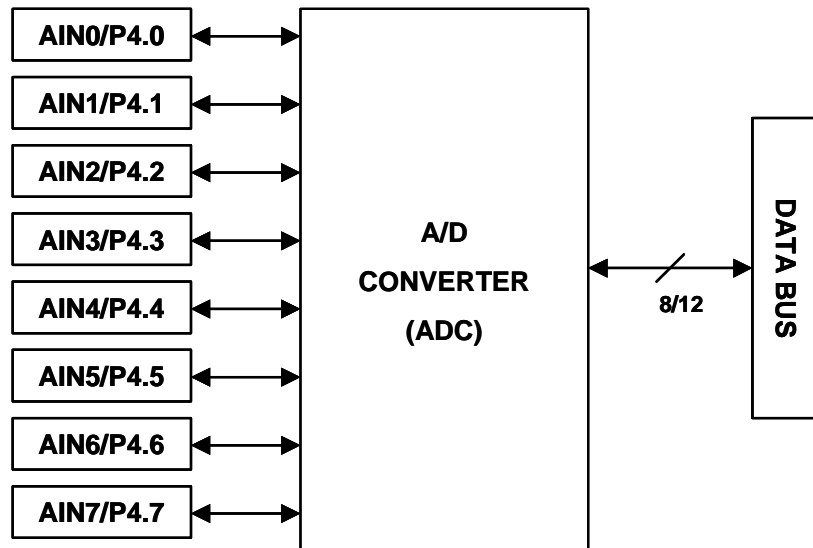 AIN0/P4.0
AIN1/P4.1
AIN2/P4.2
AIN3/P4.3
AIN4/P4.4
AIN5/P4.5
AIN6/P4.6
AIN7/P4.7
A/D
CONVERTER
(ADC)
8/12
DATA BUS